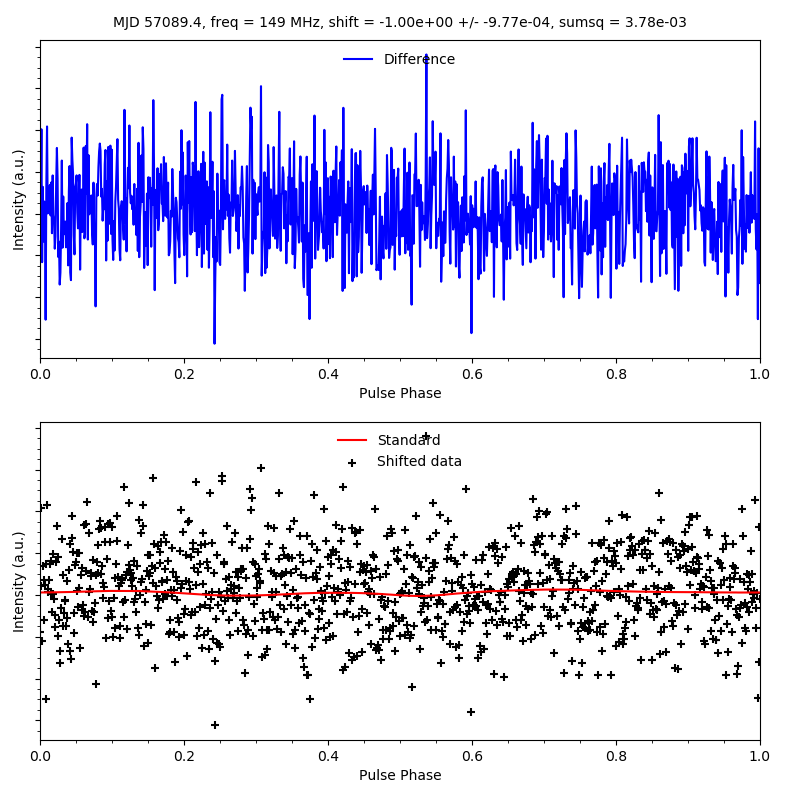 MJD 57089.4, freq = 149 MHz, shift = -1.00e+00 +/- -9.77e-04, sumsq = 3.78e-03
Difference
Intensity (a.u.)
0.0 0.2 0.4 0.6 0.8 1.0
Pulse Phase
Standard
Shifted data
Intensity (a.u.)
0.0 0.2 0.4 0.6 0.8 1.0
Pulse Phase